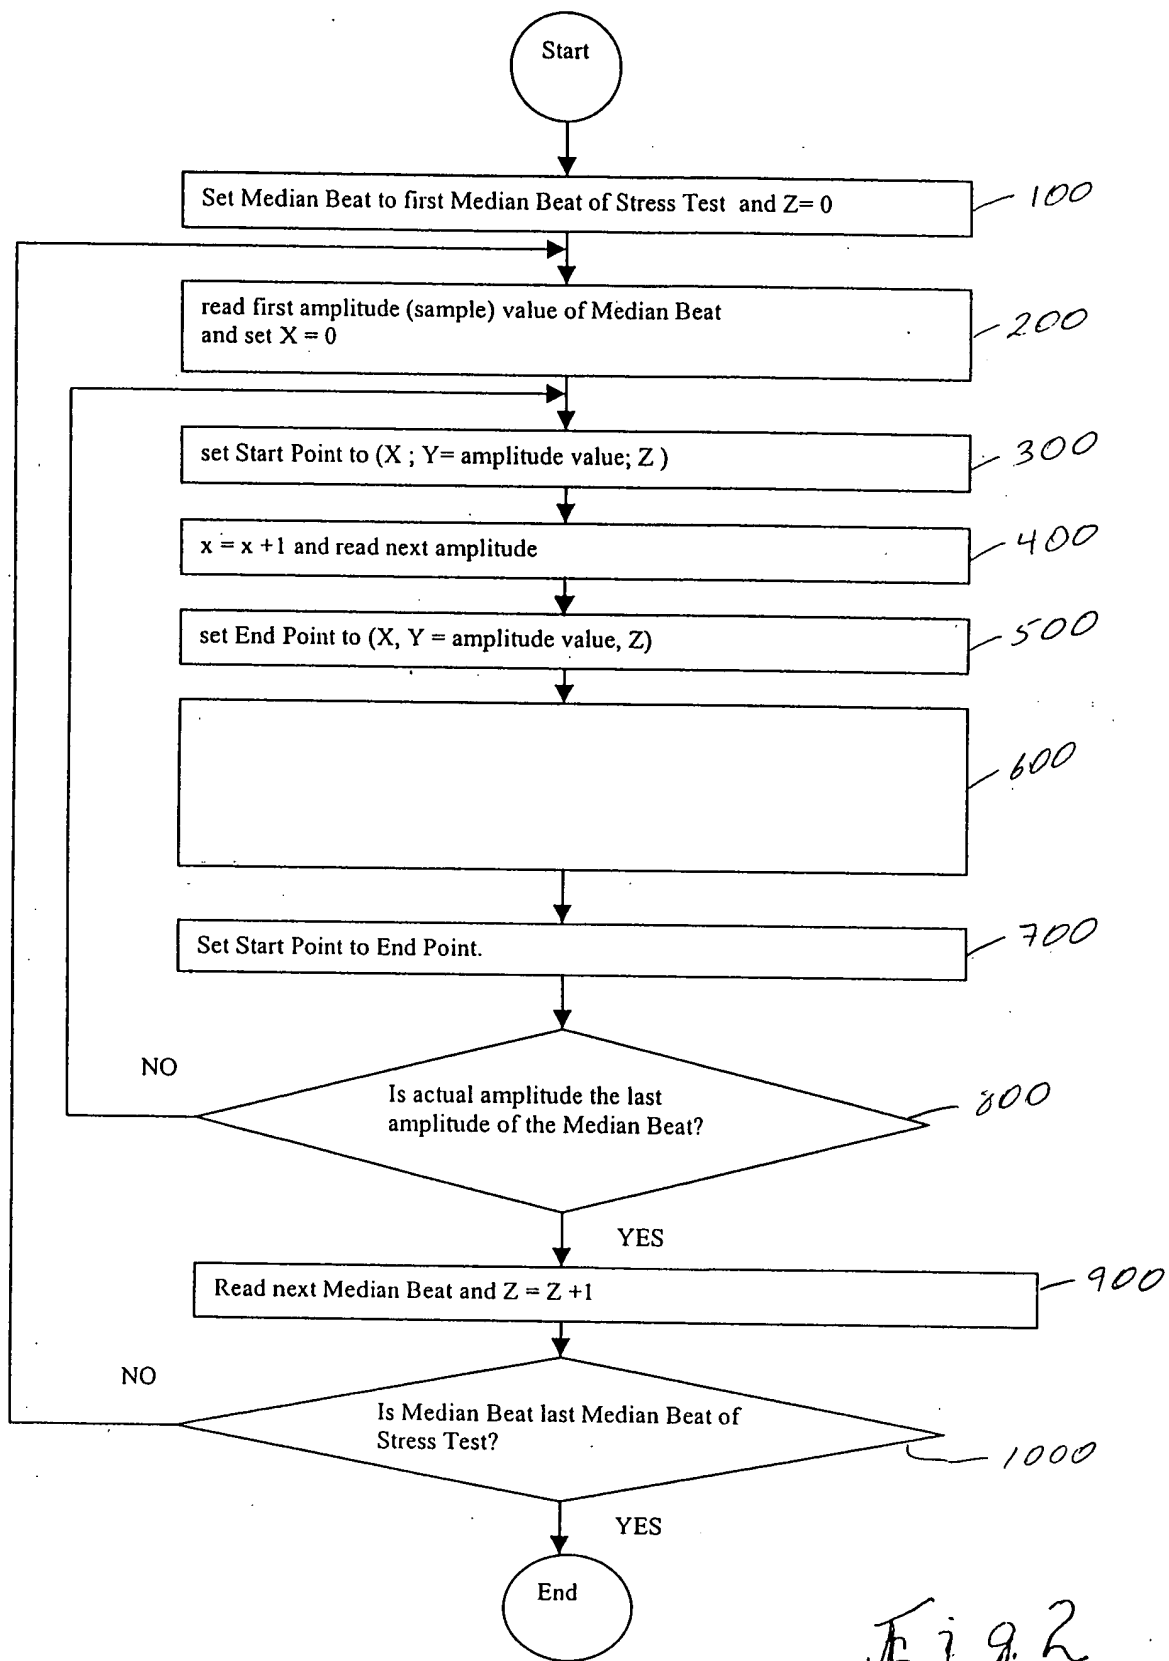 Start
Set Median Beat to first Median Beat of Stress Test and Z= 0
100
read first amplitude (sample) value of Median Beat
and set X = 0
200
set Start Point to (X ; Y= amplitude value; Z )
300
x = x +1 and read next amplitude
400
set End Point to (X, Y = amplitude value, Z)
500
600
Set Start Point to End Point.
700
NO
Is actual amplitude the last
amplitude of the Median Beat?
800
YES
Read next Median Beat and Z = Z +1
900
NO
Is Median Beat last Median Beat of
Stress Test?
1000
YES
End
Fig 2